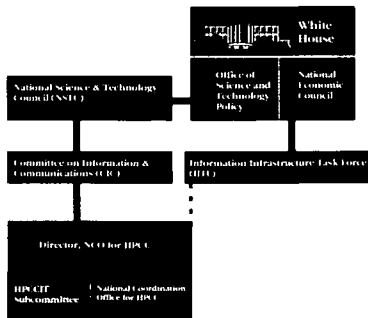 White
House
Office of
Science and
Technology
Policy
National
Economic
Council
National Science & Technology
Council (NSTC)
Committee on Information &
Communications (CIC)
Information Infrastructure Task Force
(IITF)
Director, NCO for HPCC
HPCCIT
Subcommittee
National Coordination
Office for HPCC